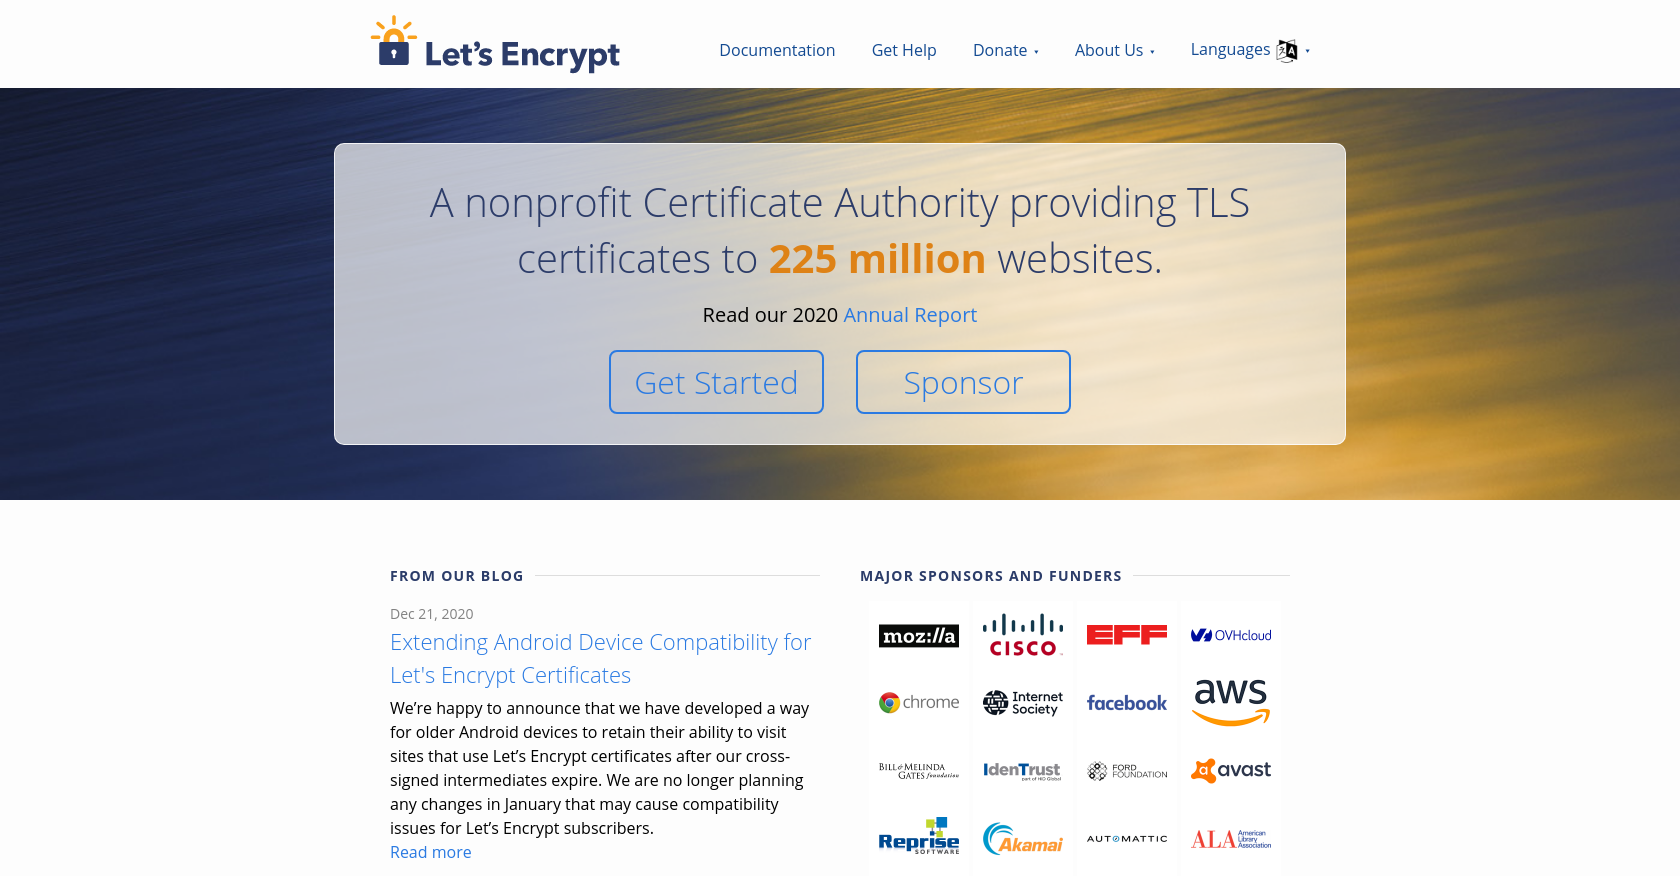 Let's Encrypt
Documentation
Get Help
Donate
About Us
Languages
A nonprofit Certificate Authority providing TLS
certificates to 225 million websites.
Read our 2020 Annual Report
Get Started
Sponsor
FROM OUR BLOG
Dec 21, 2020
Extending Android Device Compatibility for
Let's Encrypt Certificates
We’re happy to announce that we have developed a way
for older Android devices to retain their ability to visit
sites that use Let’s Encrypt certificates after our cross-
signed intermediates expire. We are no longer planning
any changes in January that may cause compatibility
issues for Let’s Encrypt subscribers.
Read more
MAJOR SPONSORS AND FUNDERS
moz://a
CISCO
EFF
OVHcloud
chrome
Internet
Society
facebook
aws
BILL & MELINDA
GATES foundation
IdenTrust
part of HID Global
FORD
FOUNDATION
avast
Reprise
SOFTWARE
Akamai
AUTOMATTIC
ALA
American
Library
Association